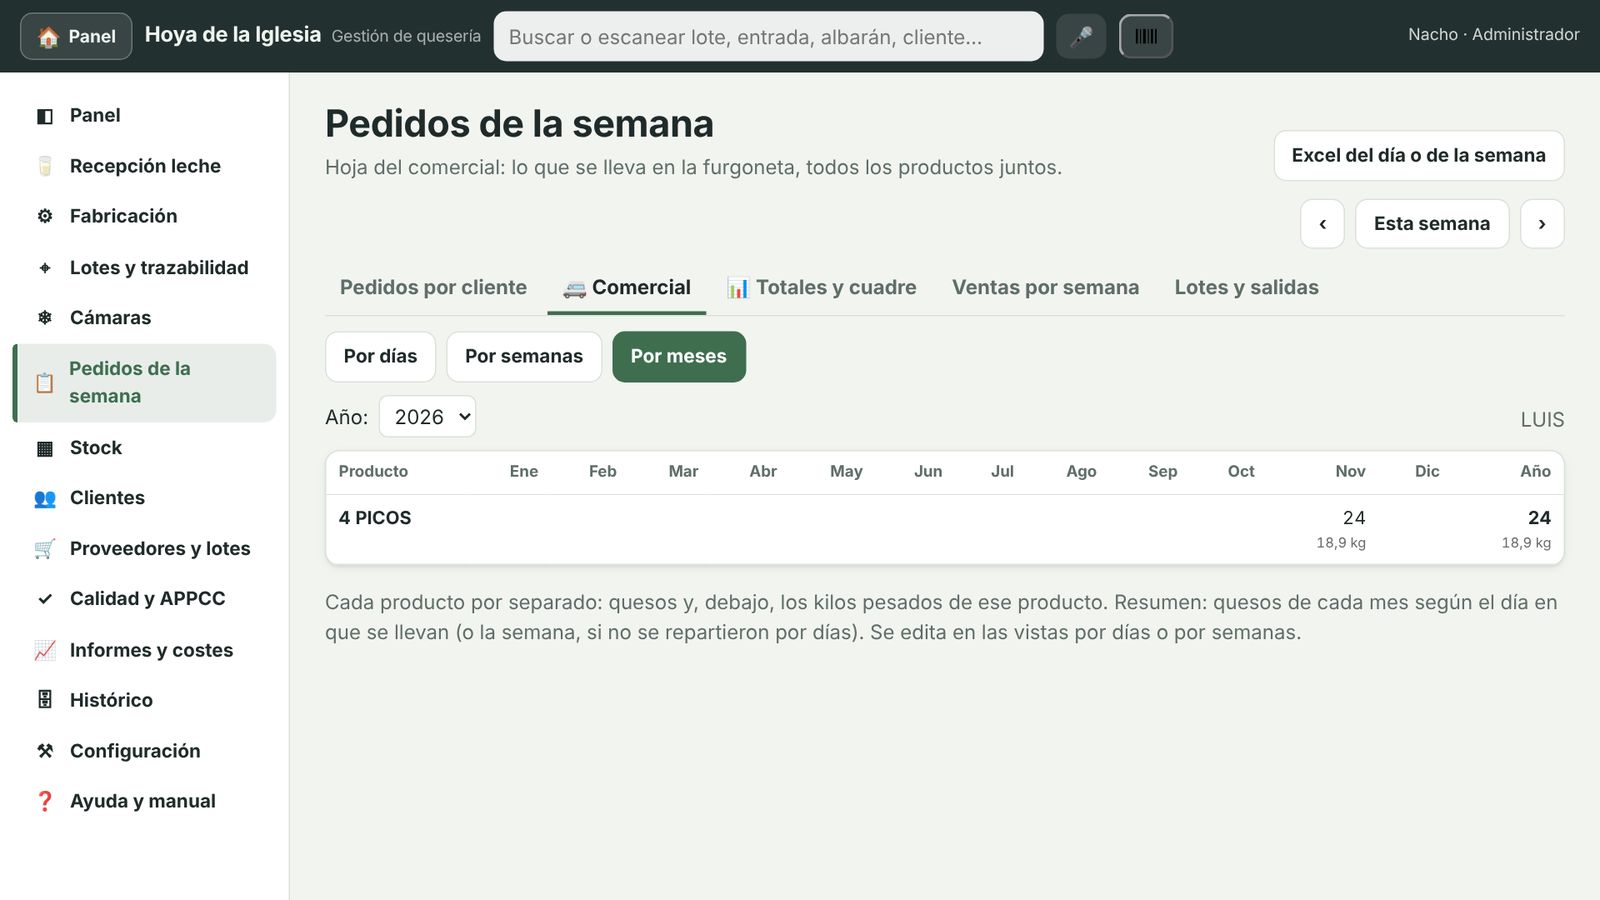 Panel
Hoya de la Iglesia Gestión de quesería
Buscar o escanear lote, entrada, albarán, cliente...
Nacho · Administrador
Panel
Recepción leche
Fabricación
Lotes y trazabilidad
Cámaras
Pedidos de la
semana
Stock
Clientes
Proveedores y lotes
Calidad y APPCC
Informes y costes
Histórico
Configuración
Ayuda y manual
Pedidos de la semana
Hoja del comercial: lo que se lleva en la furgoneta, todos los productos juntos.
Excel del día o de la semana
‹ Esta semana ›
Pedidos por cliente Comercial Totales y cuadre Ventas por semana Lotes y salidas
Por días Por semanas Por meses
Año: 2026
LUIS
Producto Ene Feb Mar Abr May Jun Jul Ago Sep Oct Nov Dic Año
4 PICOS 24 24
18,9 kg 18,9 kg
Cada producto por separado: quesos y, debajo, los kilos pesados de ese producto. Resumen: quesos de cada mes según el día en
que se llevan (o la semana, si no se repartieron por días). Se edita en las vistas por días o por semanas.